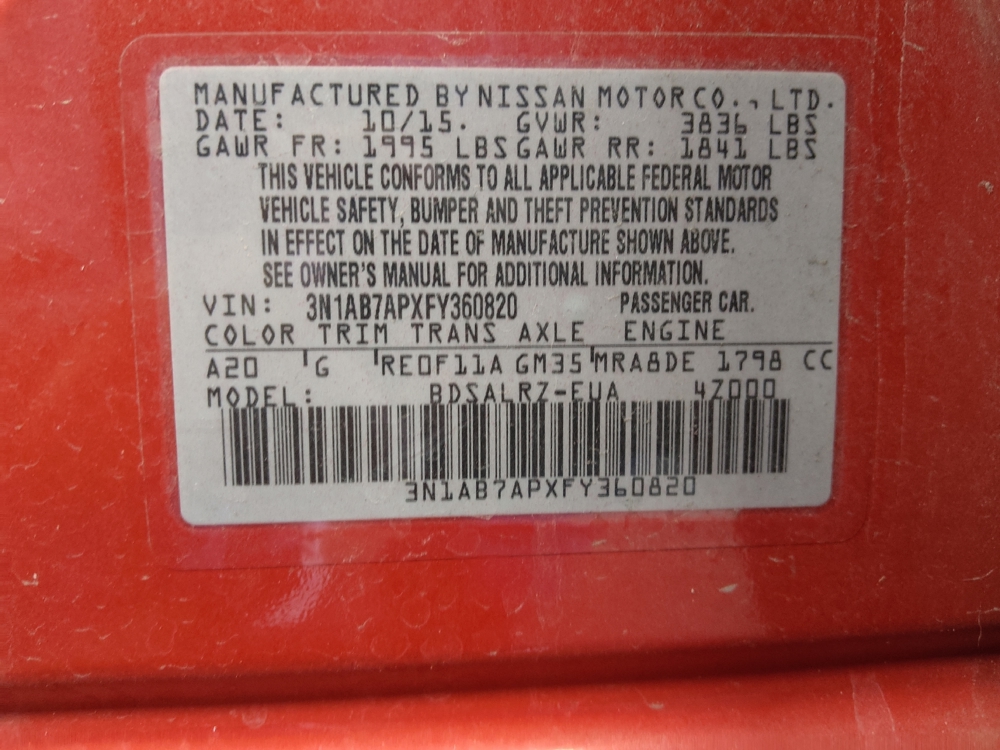 MANUFACTURED BY NISSAN MOTOR CO., LTD.
DATE: 10/15. GVWR: 3836 LBS
GAWR FR: 1995 LBS GAWR RR: 1841 LBS
THIS VEHICLE CONFORMS TO ALL APPLICABLE FEDERAL MOTOR
VEHICLE SAFETY, BUMPER AND THEFT PREVENTION STANDARDS
IN EFFECT ON THE DATE OF MANUFACTURE SHOWN ABOVE.
SEE OWNER'S MANUAL FOR ADDITIONAL INFORMATION.
VIN: 3N1AB7APXFY360820 PASSENGER CAR.
COLOR TRIM TRANS AXLE ENGINE
A20 'G 'RE0F11A GM35 'MRA8DE 1798 CC
MODEL: BDSALRZ-EUA 4Z000
3N1AB7APXFY360820